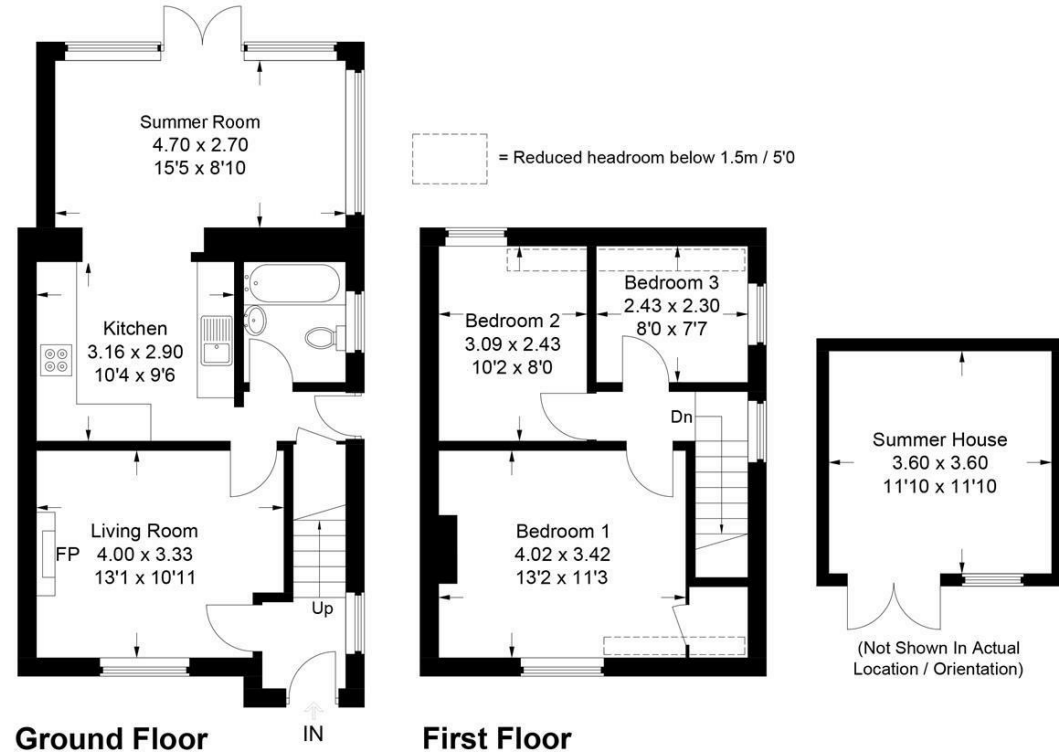 Summer Room
4.70 x 2.70
15'5 x 8'10
= Reduced headroom below 1.5m / 5'0
Kitchen
3.16 x 2.90
10'4 x 9'6
Living Room
4.00 x 3.33
13'1 x 10'11
FP
Up
IN
Ground Floor
Bedroom 2
3.09 x 2.43
10'2 x 8'0
Bedroom 3
2.43 x 2.30
8'0 x 7'7
Dn
Bedroom 1
4.02 x 3.42
13'2 x 11'3
First Floor
Summer House
3.60 x 3.60
11'10 x 11'10
(Not Shown In Actual
Location / Orientation)